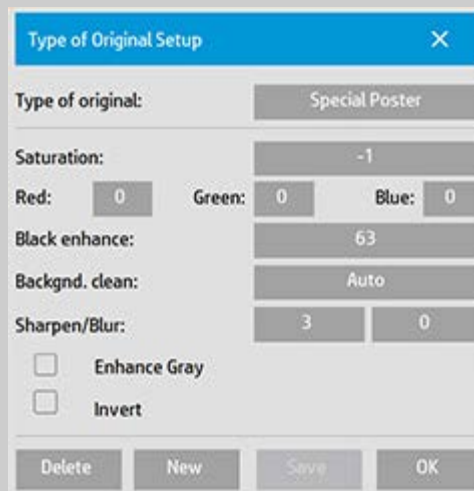 Type of Original Setup X
Type of original: Special Poster
Saturation: -1
Red: 0 Green: 0 Blue: 0
Black enhance: 63
Backgnd. clean: Auto
Sharpen/Blur: 3 0
Enhance Gray
Invert
Delete New Save OK